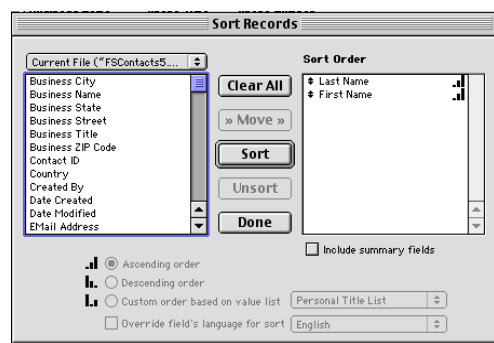 Sort Records
Current File ("FSContacts5....
Sort Order
Business City
Business Name
Business State
Business Street
Business Title
Business ZIP Code
Contact ID
Country
Created By
Date Created
Date Modified
EMail Address
Clear All
» Move »
Sort
Unsort
Done
Last Name
First Name
Include summary fields
Ascending order
Descending order
Custom order based on value list
Personal Title List
Override field's language for sort
English